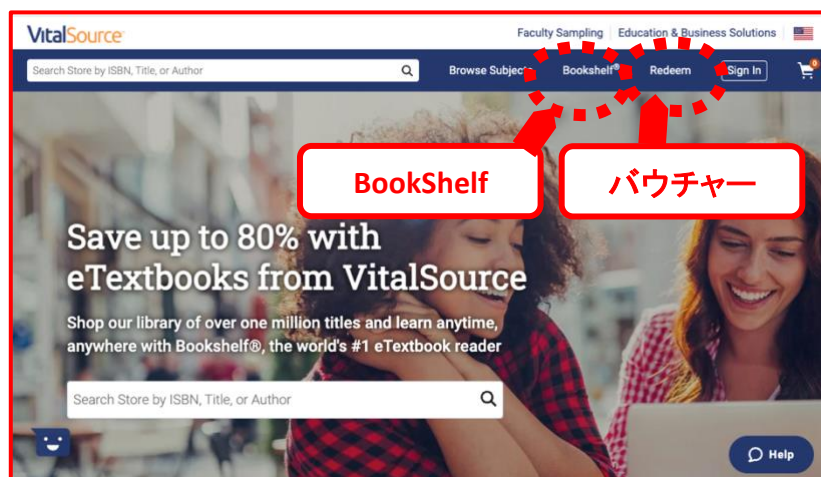 VitalSource
Faculty Sampling Education & Business Solutions
Search Store by ISBN, Title, or Author Browse Subjects Bookshelf® Redeem Sign In 0
BookShelf バウチャー
Save up to 80% with
eTextbooks from VitalSource
Shop our library of over one million titles and learn anytime,
anywhere with Bookshelf®, the world's #1 eTextbook reader
Search Store by ISBN, Title, or Author
Help